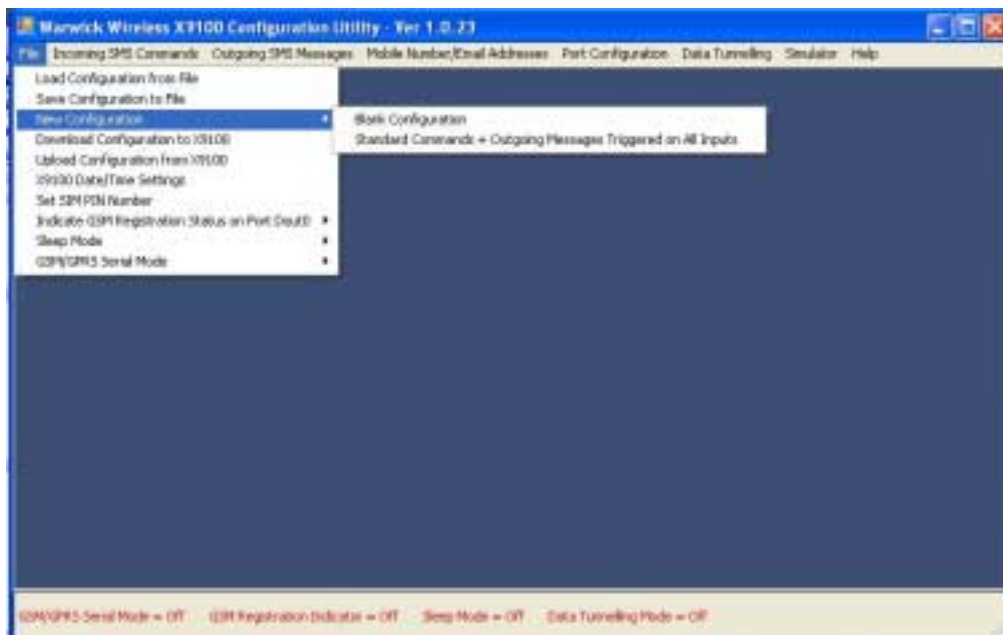 Warwick Wireless X9100 Configuration Utility - Ver 1.0.23
File Incoming SMS Commands Outgoing SMS Messages Mobile Number/Email Addresses Port Configuration Data Tunnelling Simulator Help
Load Configuration from File
Save Configuration to File
New Configuration
Blank Configuration
Download Configuration to X9100
Standard Commands + Outgoing Messages Triggered on All Inputs
Upload Configuration from X9100
X9100 Date/Time Settings
Set SIM PIN Number
Indicate GSM Registration Status on Port Dout0
Sleep Mode
GSM/GPRS Serial Mode
GSM/GPRS Serial Mode = Off GSM Registration Indicator = Off Sleep Mode = Off Data Tunnelling Mode = Off